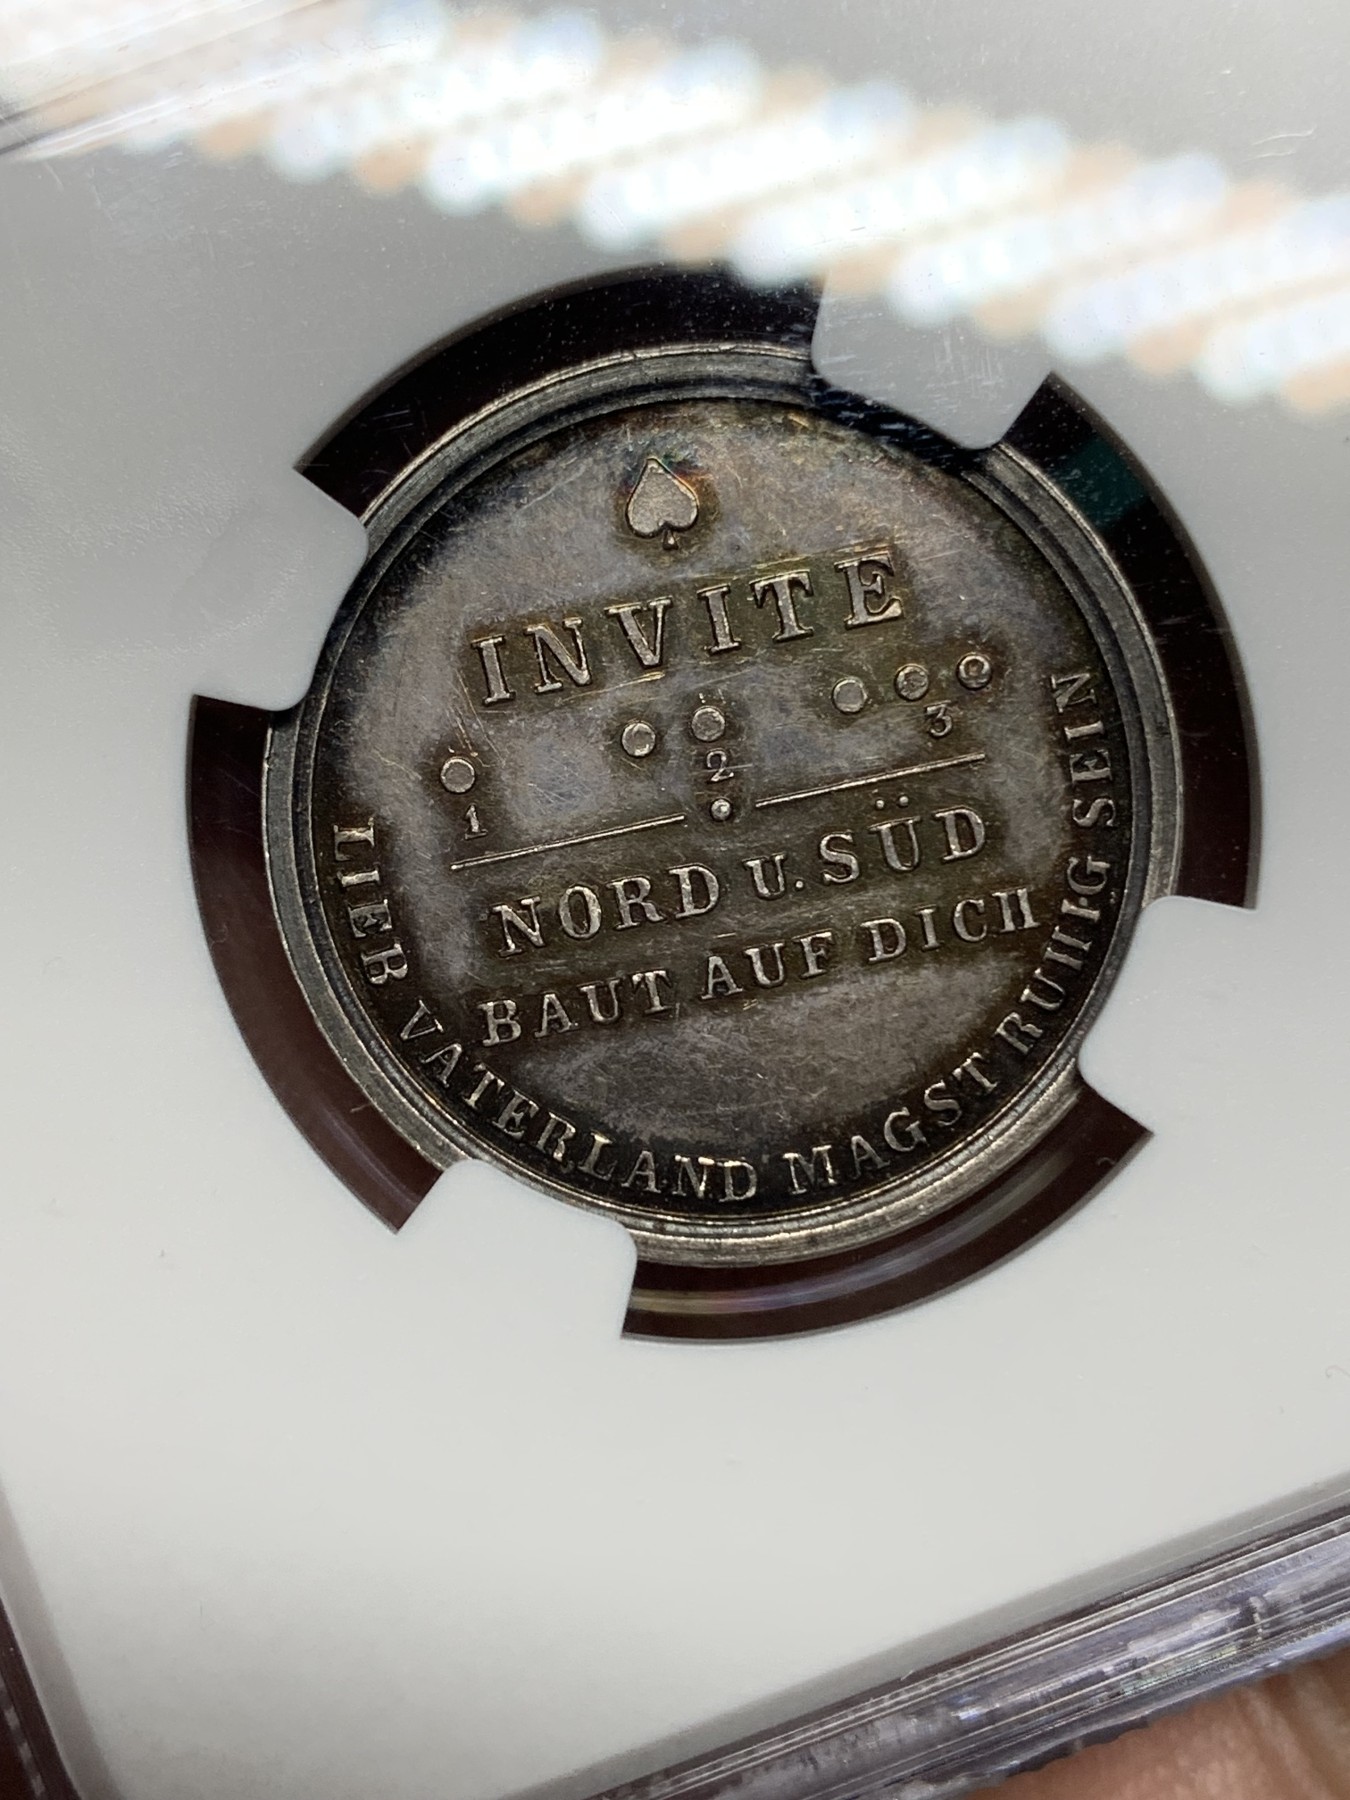 INVITE
1 2 3
NORD U. SÜD
BAUT AUF DICH
LIEB VATERLAND MAGST RUHIG SEIN